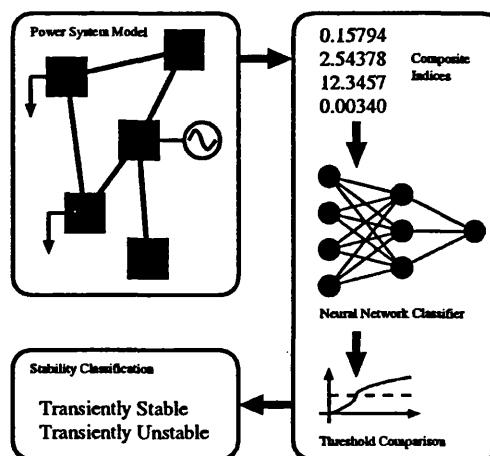 Power System Model
0.15794
2.54378
12.3457
0.00340
Composite
Indices
Neural Network Classifier
Threshold Comparison
Stability Classification
Transiently Stable
Transiently Unstable